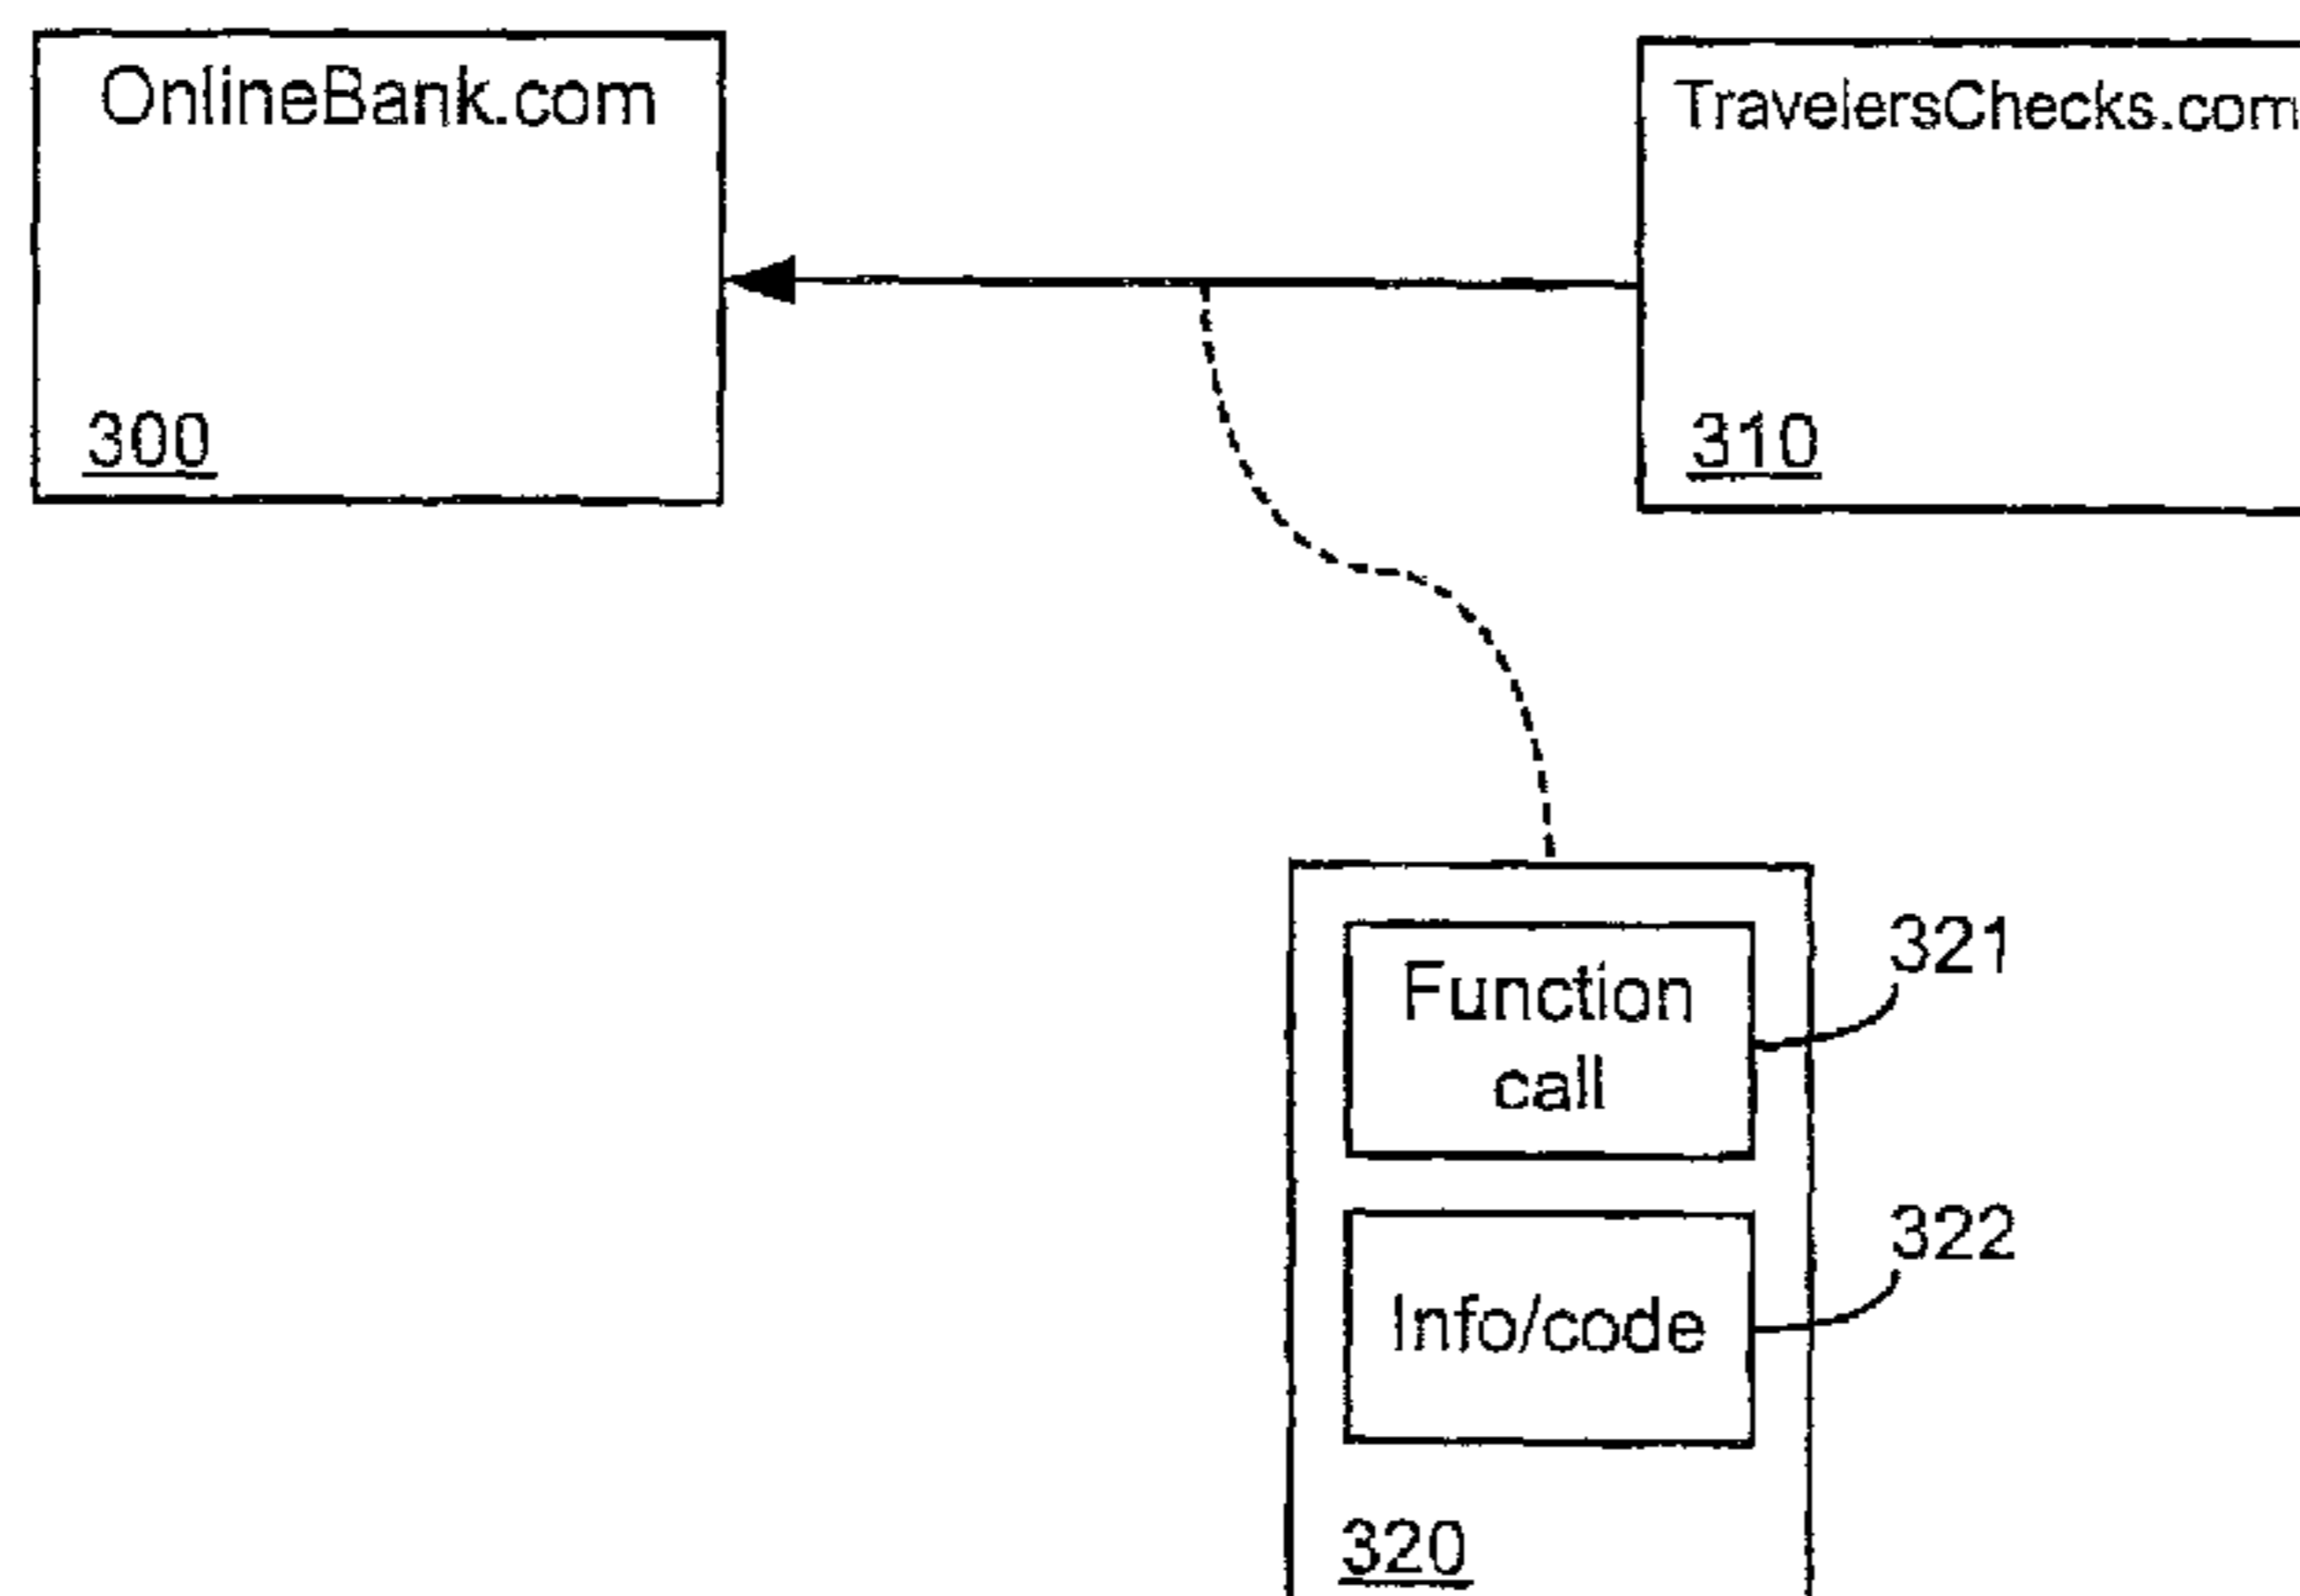 OnlineBank.com
300
TravelersChecks.com
310
Function
call
321
Info/code
322
320